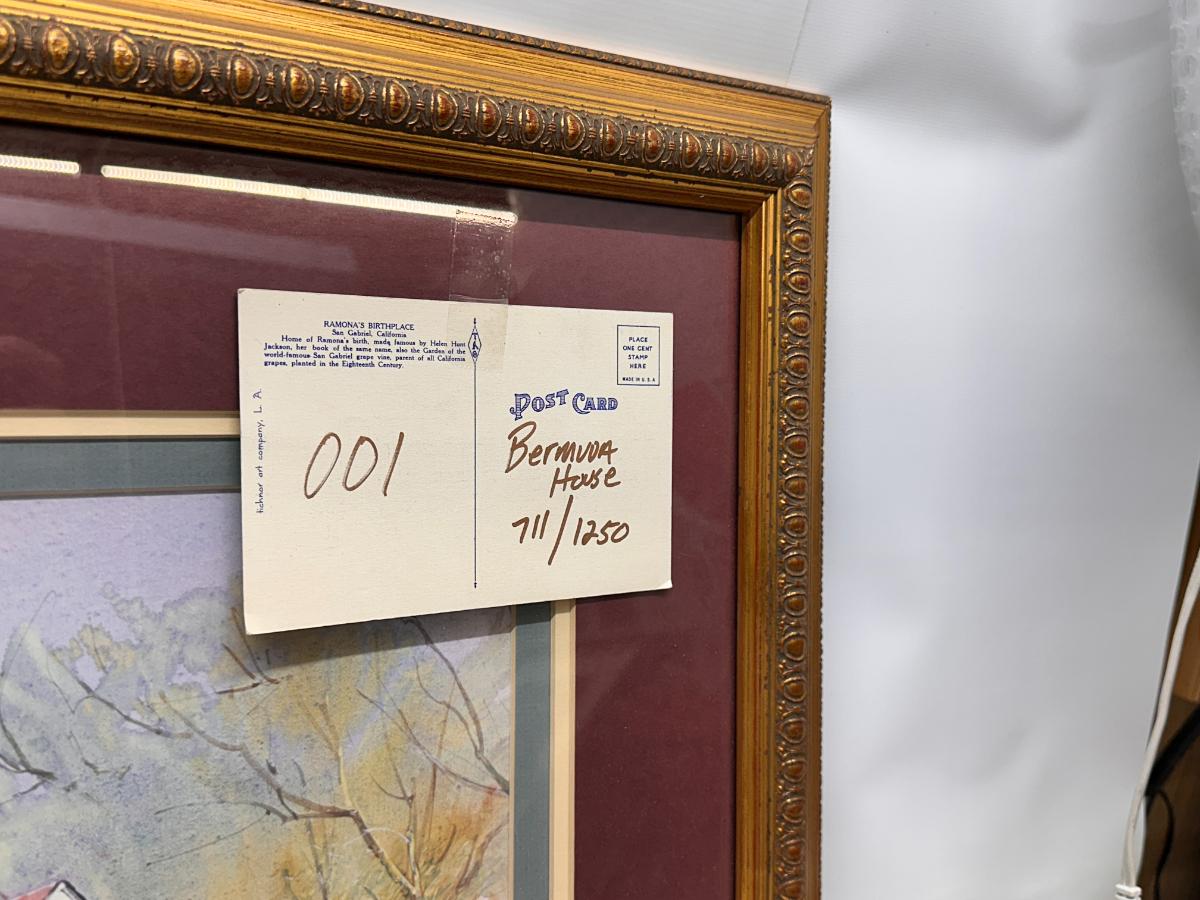 RAMONA'S BIRTHPLACE
San Gabriel, California
Home of Ramona's birth, made famous by Helen Hunt
Jackson, her book of the same name, also the Garden of the
world-famous San Gabriel grape vine, parent of all California
grapes, planted in the Eighteenth Century.
tichnor art company, L. A.
001
PLACE
ONE CENT
STAMP
HERE
MADE IN U. S. A
POST CARD
BERMUDA
House
711/1250